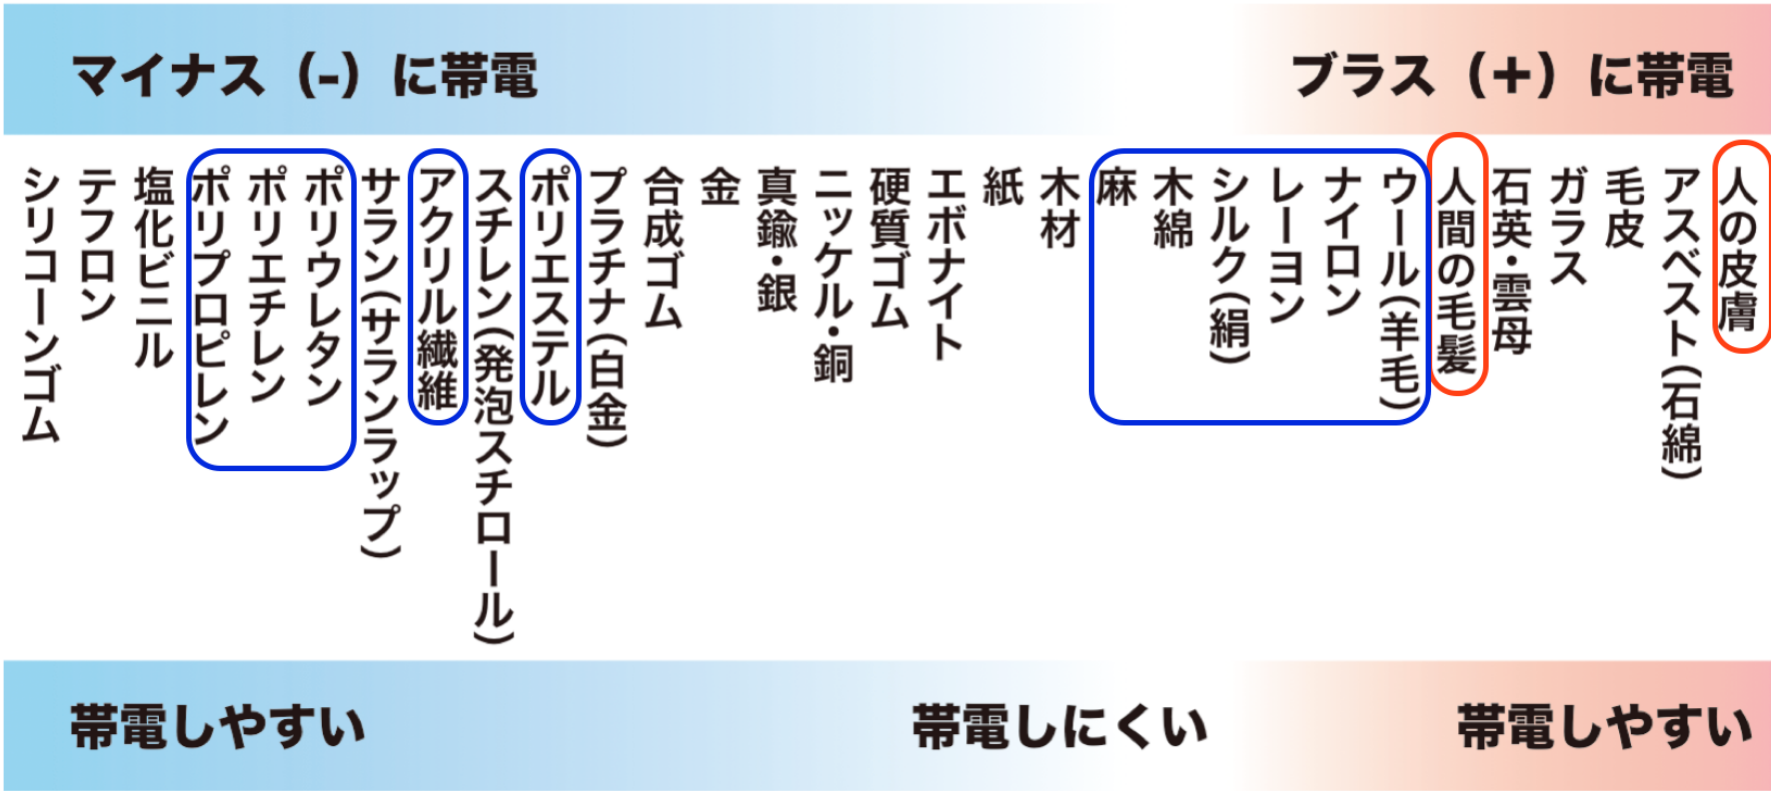 マイナス（-）に帯電
ブラス（+）に帯電
シリコーンゴム
テフロン
塩化ビニル
ポリプロピレン
ポリエチレン
ポリウレタン
サラン(サランラップ)
アクリル繊維
スチレン(発泡スチロール)
ポリエステル
プラチナ(白金)
合成ゴム
金
真鍮・銀
ニッケル・銅
硬質ゴム
エボナイト
紙
木材
麻
木綿
シルク(絹)
レーヨン
ナイロン
ウール(羊毛)
人間の毛髪
石英・雲母
ガラス
毛皮
アスベスト(石綿)
人の皮膚
帯電しやすい
帯電しにくい
帯電しやすい